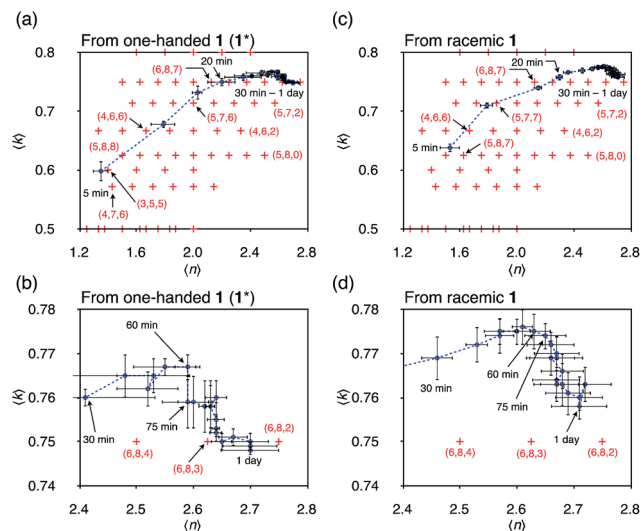 (a)
From one-handed 1 (1*)
0.8
0.7
0.6
0.5
⟨k⟩
1.2
1.6
2.0
2.4
2.8
⟨n⟩
20 min
(6,8,7)
30 min – 1 day
(5,7,2)
(5,7,6)
(4,6,6)
(4,6,2)
(5,8,8)
(5,8,0)
5 min
(3,5,5)
(4,7,6)
(c)
From racemic 1
0.8
0.7
0.6
0.5
⟨k⟩
1.2
1.6
2.0
2.4
2.8
⟨n⟩
20 min
(6,8,7)
30 min – 1 day
(5,7,2)
(5,7,7)
(4,6,6)
(4,6,2)
(5,8,7)
(5,8,0)
5 min
(b)
From one-handed 1 (1*)
0.78
0.77
0.76
0.75
0.74
⟨k⟩
2.4
2.5
2.6
2.7
2.8
⟨n⟩
60 min
75 min
30 min
(6,8,2)
(6,8,4)
(6,8,3)
1 day
(d)
From racemic 1
0.78
0.77
0.76
0.75
0.74
⟨k⟩
2.4
2.5
2.6
2.7
2.8
⟨n⟩
30 min
60 min
75 min
1 day
(6,8,4)
(6,8,3)
(6,8,2)